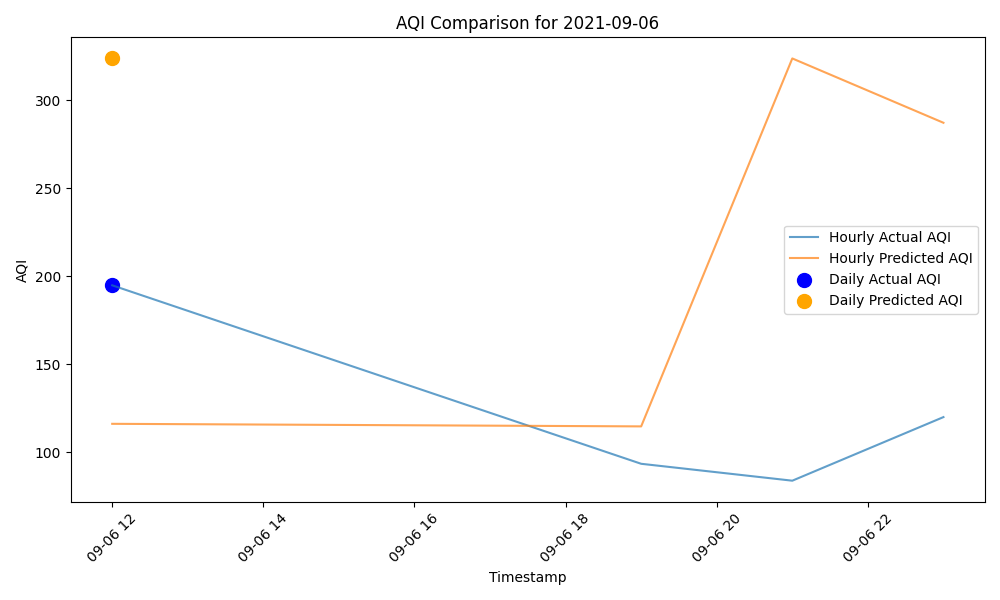 AQI Comparison for 2021-09-06
AQI
300
250
200
150
100
Hourly Actual AQI
Hourly Predicted AQI
Daily Actual AQI
Daily Predicted AQI
09-06 12
09-06 14
09-06 16
09-06 18
09-06 20
09-06 22
Timestamp